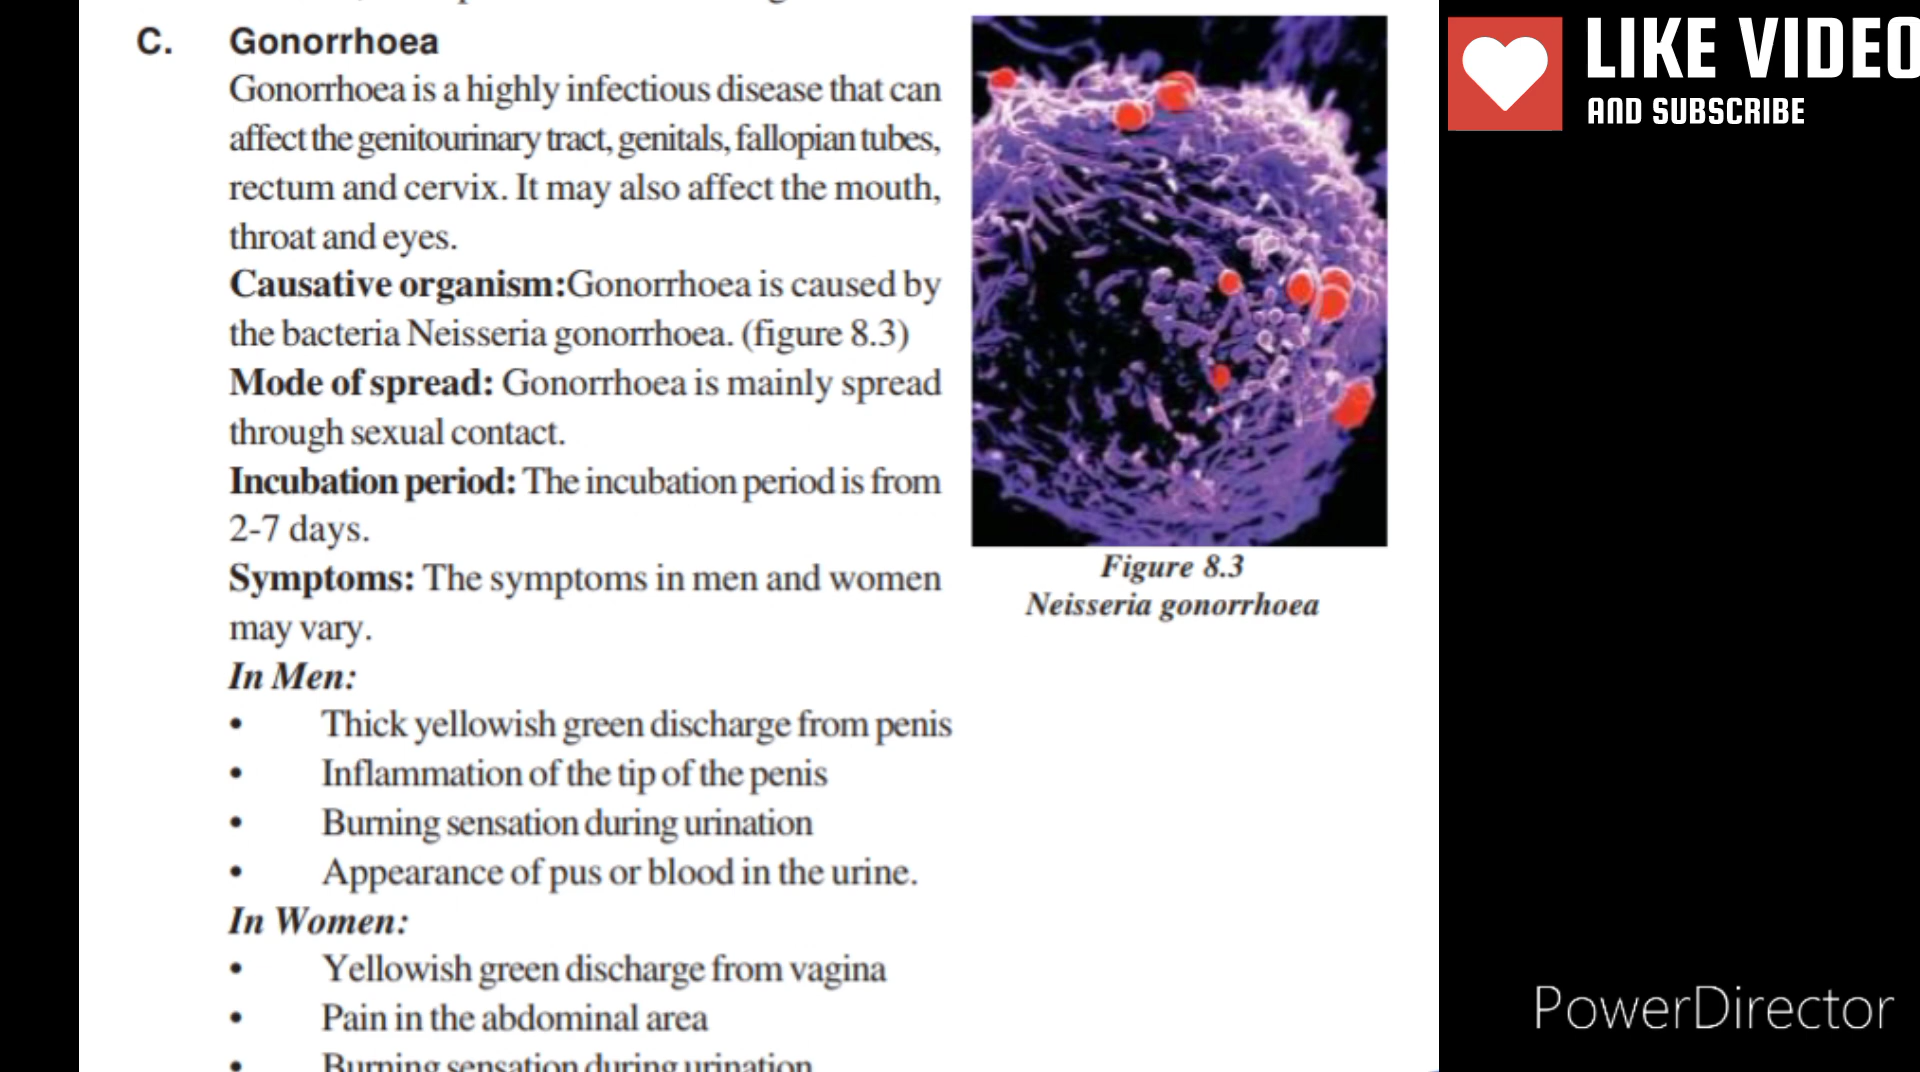 C. Gonorrhoea
Gonorrhoea is a highly infectious disease that can
affect the genitourinary tract, genitals, fallopian tubes,
rectum and cervix. It may also affect the mouth,
throat and eyes.
Causative organism:Gonorrhoea is caused by
the bacteria Neisseria gonorrhoea. (figure 8.3)
Mode of spread: Gonorrhoea is mainly spread
through sexual contact.
Incubation period: The incubation period is from
2-7 days.
Symptoms: The symptoms in men and women
may vary.
In Men:
• Thick yellowish green discharge from penis
• Inflammation of the tip of the penis
• Burning sensation during urination
• Appearance of pus or blood in the urine.
In Women:
• Yellowish green discharge from vagina
• Pain in the abdominal area
• Burning sensation during urination
Figure 8.3
Neisseria gonorrhoea
LIKE VIDEO
AND SUBSCRIBE
PowerDirector